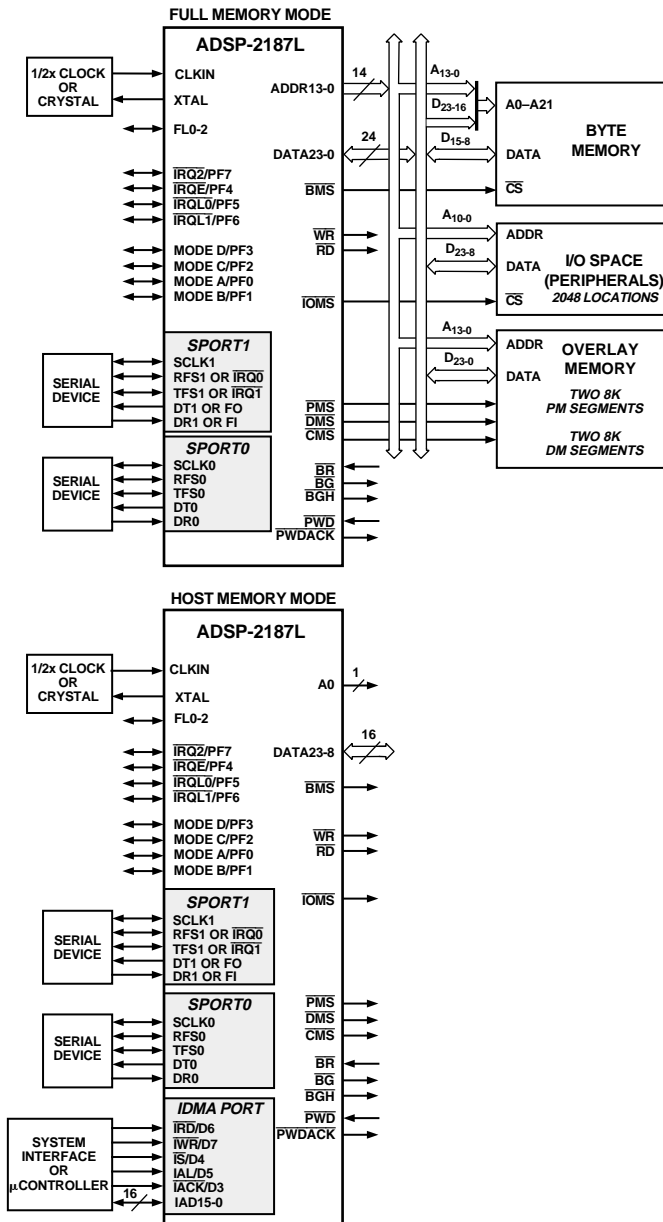 FULL MEMORY MODE
ADSP-2187L
1/2x CLOCK
OR
CRYSTAL
CLKIN
XTAL
FL0-2
IRQ2/PF7
IRQE/PF4
IRQL0/PF5
IRQL1/PF6
MODE D/PF3
MODE C/PF2
MODE A/PF0
MODE B/PF1
SERIAL
DEVICE
SPORT1
SCLK1
RFS1 OR IRQ0
TFS1 OR IRQ1
DT1 OR FO
DR1 OR FI
SERIAL
DEVICE
SPORT0
SCLK0
RFS0
TFS0
DT0
DR0
ADDR13-0
14
DATA23-0
24
BMS
WR
RD
IOMS
PMS
DMS
CMS
BR
BG
BGH
PWD
PWDACK
A13-0
D23-16
D15-8
A0–A21
BYTE
MEMORY
DATA
CS
A10-0
D23-8
ADDR
I/O SPACE
(PERIPHERALS)
2048 LOCATIONS
DATA
CS
A13-0
D23-0
ADDR
OVERLAY
MEMORY
DATA
TWO 8K
PM SEGMENTS
TWO 8K
DM SEGMENTS
HOST MEMORY MODE
ADSP-2187L
1/2x CLOCK
OR
CRYSTAL
CLKIN
XTAL
FL0-2
IRQ2/PF7
IRQE/PF4
IRQL0/PF5
IRQL1/PF6
MODE D/PF3
MODE C/PF2
MODE A/PF0
MODE B/PF1
SERIAL
DEVICE
SPORT1
SCLK1
RFS1 OR IRQ0
TFS1 OR IRQ1
DT1 OR FO
DR1 OR FI
SERIAL
DEVICE
SPORT0
SCLK0
RFS0
TFS0
DT0
DR0
SYSTEM
INTERFACE
OR
µCONTROLLER
16
IDMA PORT
IRD/D6
IWR/D7
IS/D4
IAL/D5
IACK/D3
IAD15-0
A0
1
DATA23-8
16
BMS
WR
RD
IOMS
PMS
DMS
CMS
BR
BG
BGH
PWD
PWDACK